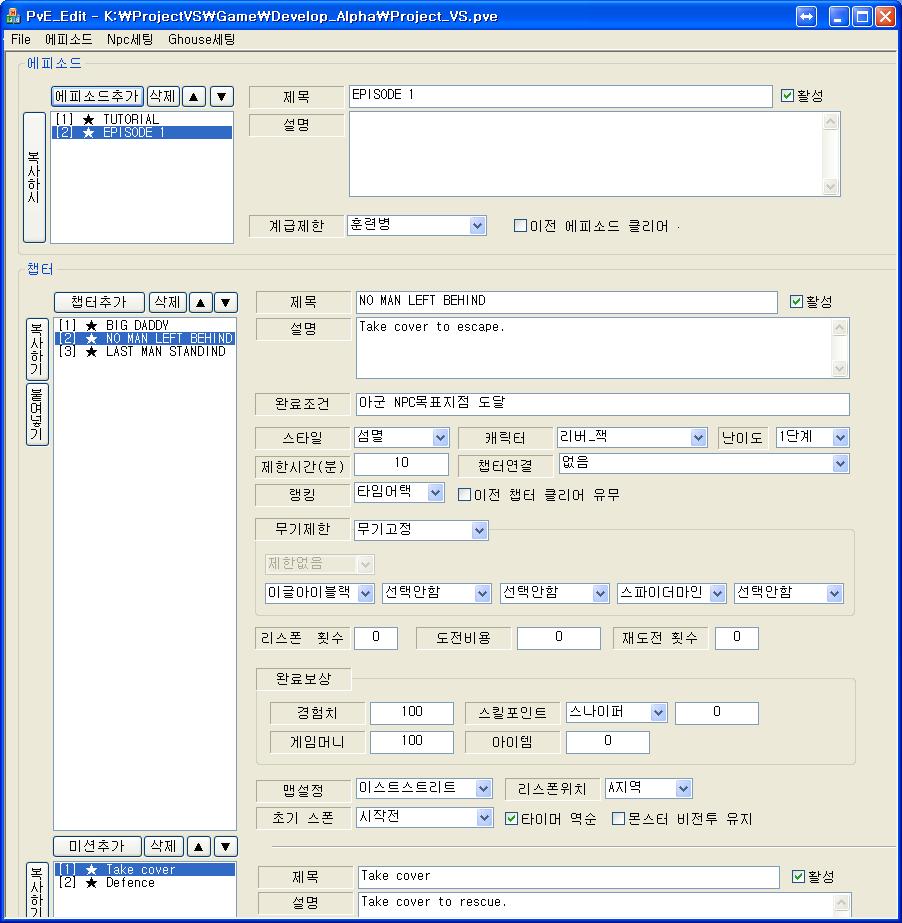 PvE_Edit - K:₩ProjectVS₩Game₩Develop_Alpha₩Project_VS.pve
File 에피소드 Npc세팅 Ghouse세팅
에피소드
에피소드추가 삭제 ▲ ▼ 제목 EPISODE 1 활성
[1] ★ TUTORIAL 설명
[2] ★ EPISODE 1
복사하시
계급제한 훈련병 이전 에피소드 클리어 .
챕터
챕터추가 삭제 ▲ ▼ 제목 NO MAN LEFT BEHIND 활성
[1] ★ BIG DADDY 설명 Take cover to escape.
[2] ★ NO MAN LEFT BEHIND
[3] ★ LAST MAN STANDIND
복사하기
붙여넣기
완료조건 아군 NPC목표지점 도달
스타일 섬멸 캐릭터 리버_잭 난이도 1단계
제한시간(분) 10 챕터연결 없음
랭킹 타임어택 이전 챕터 클리어 유무
무기제한 무기고정
제한없음
이글아이블랙 선택안함 선택안함 스파이더마인 선택안함
리스폰 횟수 0 도전비용 0 재도전 횟수 0
완료보상
경험치 100 스킬포인트 스나이퍼 0
게임머니 100 아이템 0
맵설정 이스트스트리트 리스폰위치 A지역
초기 스폰 시작전 타이머 역순 몬스터 비전투 유지
미션추가 삭제 ▲ ▼
[1] ★ Take cover 제목 Take cover 활성
[2] ★ Defence
복사하
설명 Take cover to rescue.